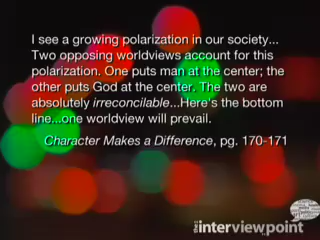 I see a growing polarization in our society...
Two opposing worldviews account for this
polarization. One puts man at the center; the
other puts God at the center. The two are
absolutely irreconcilable...Here's the bottom
line...one worldview will prevail.
Character Makes a Difference, pg. 170-171
the interviewpoint